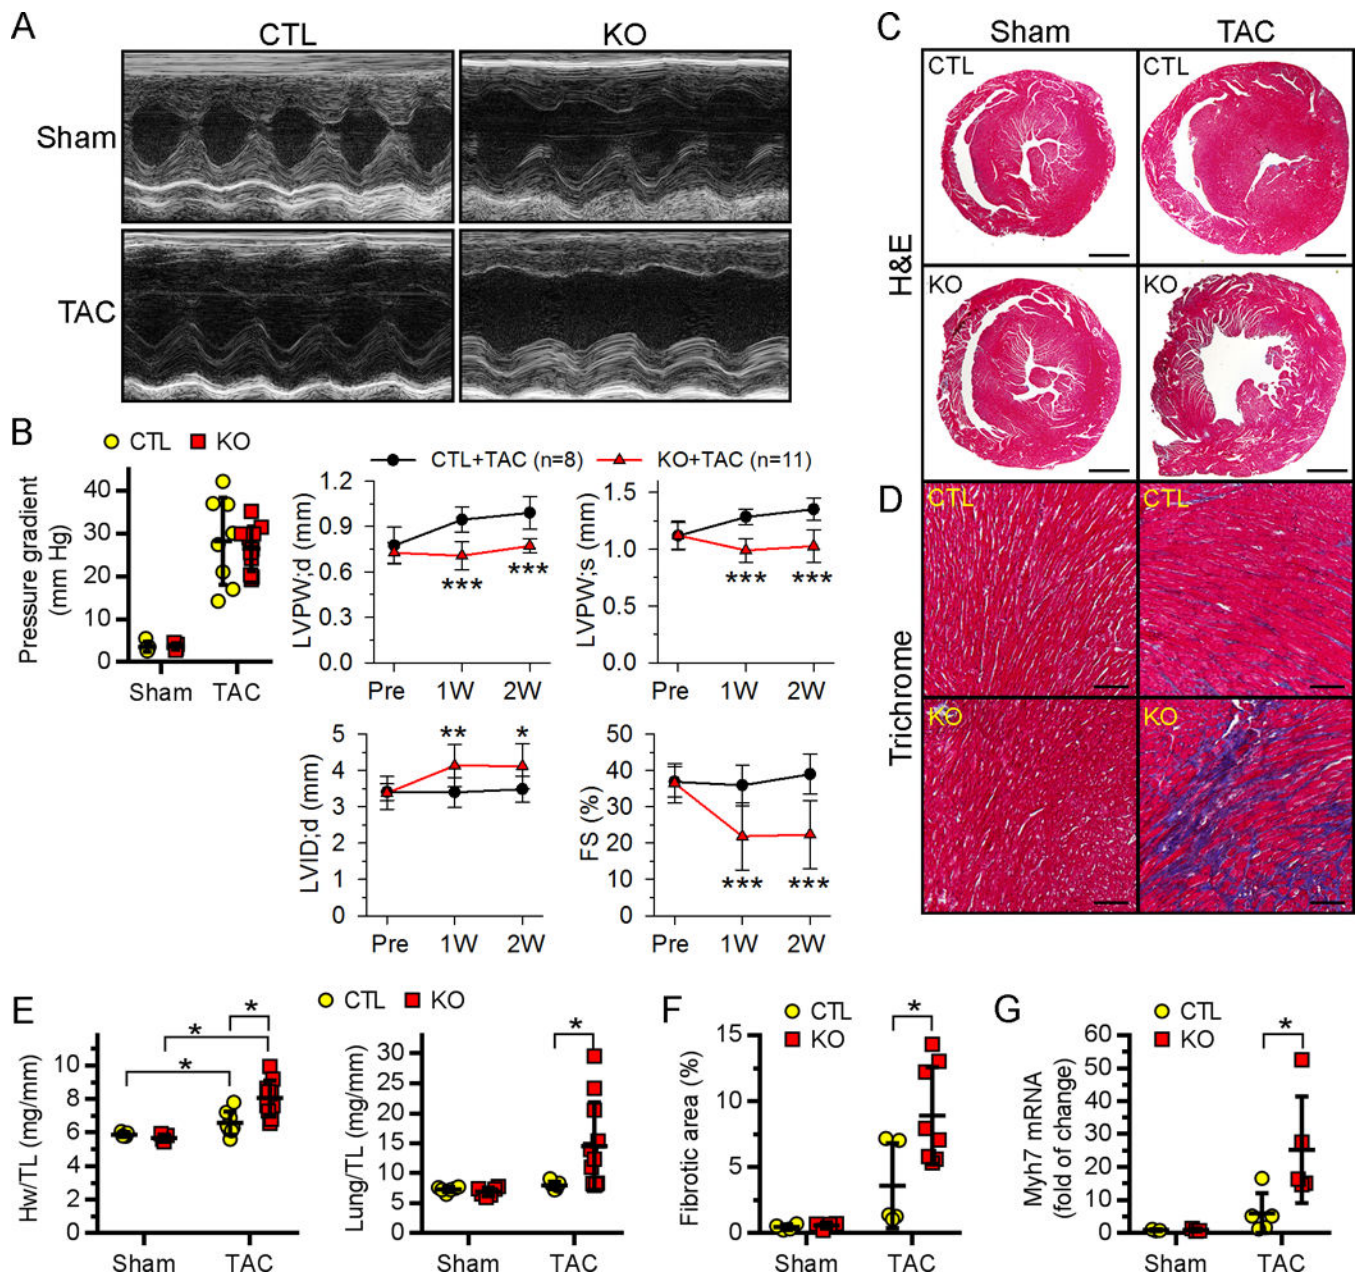 A
CTL KO
Sham
TAC
B
CTL KO
Pressure gradient
(mm Hg)
40
30
20
10
0
Sham TAC
CTL+TAC (n=8) KO+TAC (n=11)
LVPW;d (mm)
1.2
0.9
0.6
0.3
0.0
*** ***
Pre 1W 2W
LVPW;s (mm)
1.5
1.0
0.5
0.0
*** ***
Pre 1W 2W
LVID;d (mm)
5
4
3
2
1
0
** *
Pre 1W 2W
FS (%)
50
40
30
20
10
0
*** ***
Pre 1W 2W
C
Sham TAC
H&E
CTL CTL
KO KO
D
Trichrome
CTL CTL
KO KO
E
CTL KO
Hw/TL (mg/mm)
10
8
6
4
2
0
* * *
Sham TAC
Lung/TL (mg/mm)
30
25
20
15
10
5
0
*
Sham TAC
F
CTL
KO
Fibrotic area (%)
15
10
5
0
*
Sham TAC
G
CTL
KO
Myh7 mRNA
(fold of change)
60
50
40
30
20
10
0
*
Sham TAC